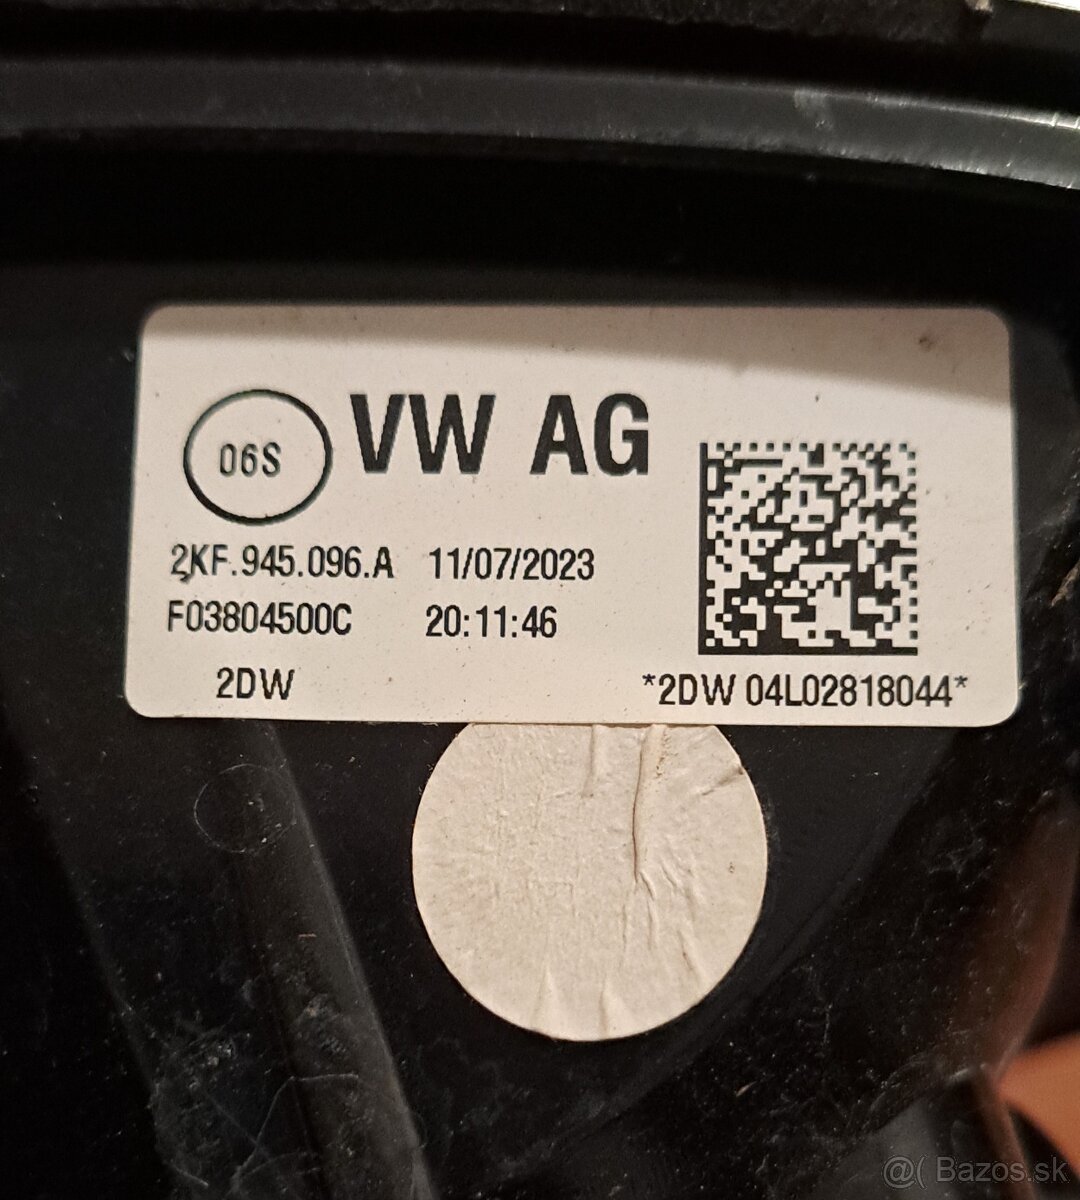 06S VW AG
2KF.945.096.A 11/07/2023
F03804500C 20:11:46
2DW *2DW 04L02818044*
@( Bazos.sk